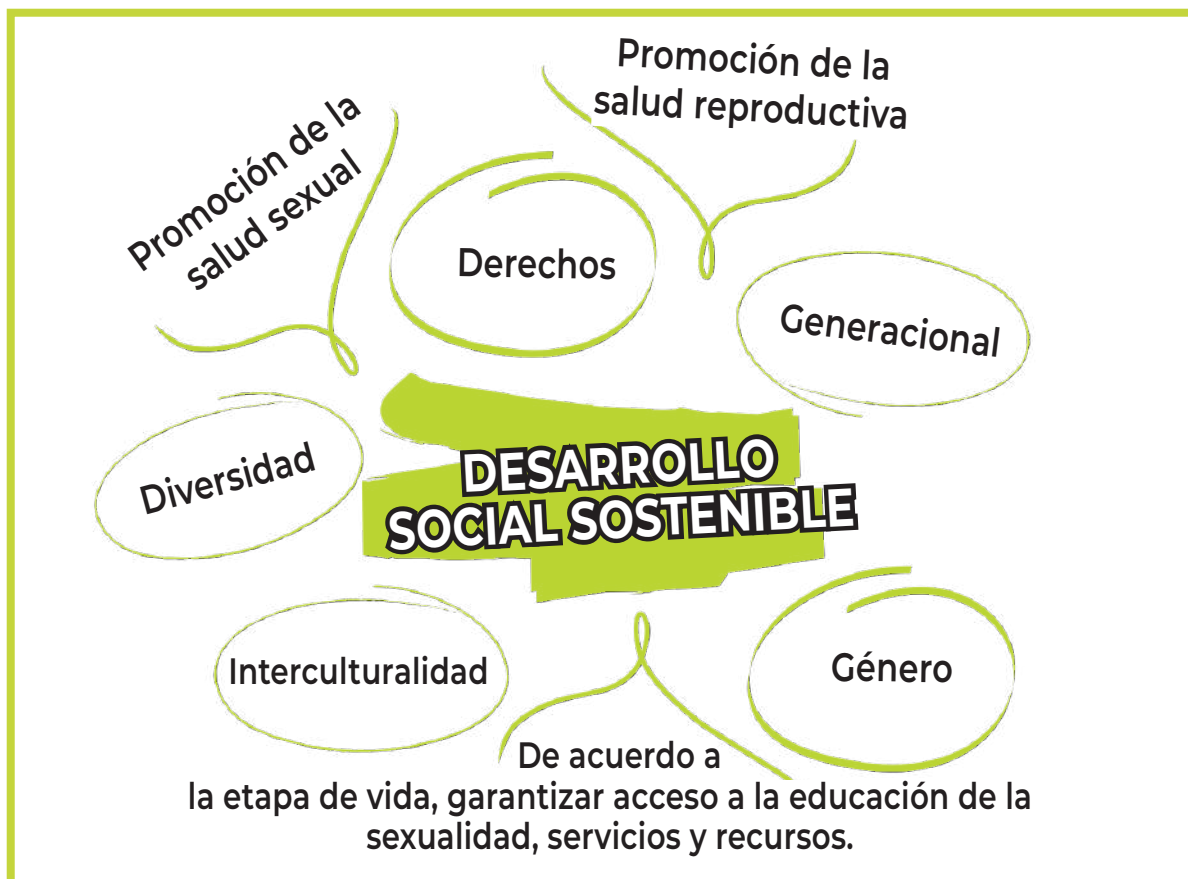 Promoción de la
salud reproductiva
Promoción de la
salud sexual
Derechos
Generacional
Diversidad
DESARROLLO
SOCIAL SOSTENIBLE
Interculturalidad
Género
De acuerdo a
la etapa de vida, garantizar acceso a la educación de la
sexualidad, servicios y recursos.